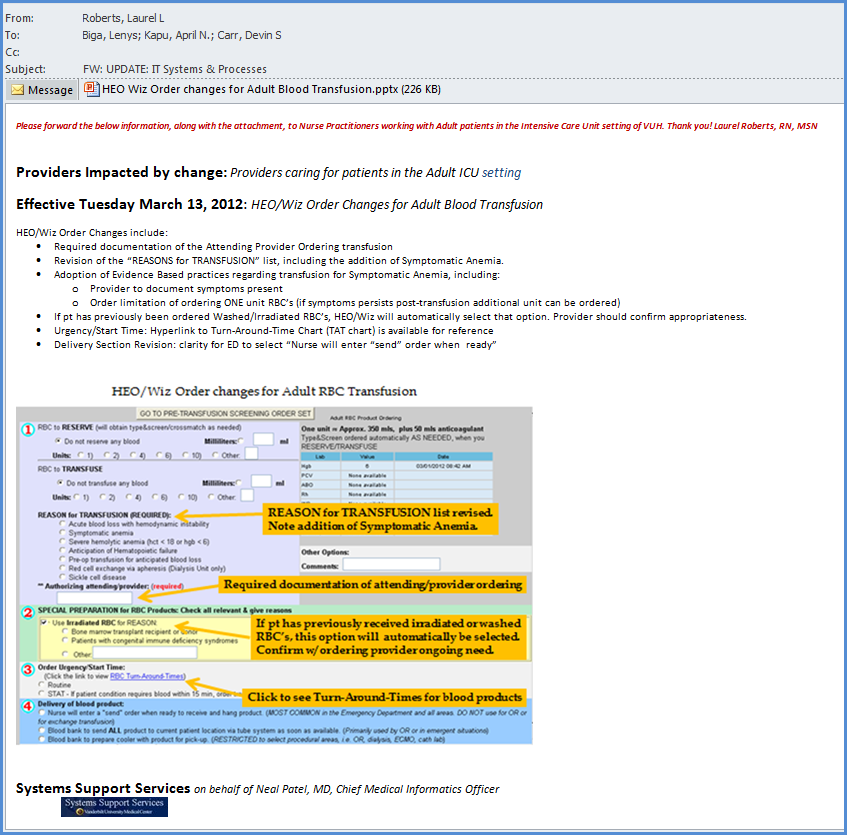 From: Roberts, Laurel L
To: Biga, Lenys; Kapu, April N.; Carr, Devin S
Cc:
Subject: FW: UPDATE: IT Systems & Processes
Message HEO Wiz Order changes for Adult Blood Transfusion.pptx (226 KB)
Please forward the below information, along with the attachment, to Nurse Practitioners working with Adult patients in the Intensive Care Unit setting of VUH. Thank you! Laurel Roberts, RN, MSN
Providers Impacted by change: Providers caring for patients in the Adult ICU setting
Effective Tuesday March 13, 2012: HEO/Wiz Order Changes for Adult Blood Transfusion
HEO/Wiz Order Changes include:
• Required documentation of the Attending Provider Ordering transfusion
• Revision of the “REASONS for TRANSFUSION” list, including the addition of Symptomatic Anemia.
• Adoption of Evidence Based practices regarding transfusion for Symptomatic Anemia, including:
o Provider to document symptoms present
o Order limitation of ordering ONE unit RBC’s (if symptoms persists post-transfusion additional unit can be ordered)
• If pt has previously been ordered Washed/Irradiated RBC’s, HEO/Wiz will automatically select that option. Provider should confirm appropriateness.
• Urgency/Start Time: Hyperlink to Turn-Around-Time Chart (TAT chart) is available for reference
• Delivery Section Revision: clarity for ED to select “Nurse will enter “send” order when ready”
HEO/Wiz Order changes for Adult RBC Transfusion
GO TO PRE-TRANSFUSION SCREENING ORDER SET
Adult RBC Product Ordering
1 RBC to RESERVE (will obtain type&screen/crossmatch as needed)
Do not reserve any blood Milliliters: ml
Units: 1) 2) 4) 6) 10) Other:
RBC to TRANSFUSE
Do not transfuse any blood Milliliters: ml
Units: 1) 2) 4) 6) 10) Other:
One unit = Approx. 350 mls, plus 50 mls anticoagulant
Type&Screen ordered automatically AS NEEDED, when you
RESERVE/TRANSFUSE
Lab Value Date
Hgb 6 03/01/2012 08:42 AM
PCV None available
ABO None available
Rh None available
REASON for TRANSFUSION (REQUIRED):
Acute blood loss with hemodynamic instability
Symptomatic anemia
Severe hemolytic anemia (hct < 18 or hgb < 6)
Anticipation of Hematopoietic failure
Pre-op transfusion for anticipated blood loss
Red cell exchange via apheresis (Dialysis Unit only)
Sickle cell disease
REASON for TRANSFUSION list revised.
Note addition of Symptomatic Anemia.
Other Options:
Comments:
** Authorizing attending/provider: (required)
Required documentation of attending/provider ordering
2 SPECIAL PREPARATION for RBC Products: Check all relevant & give reasons
Use Irradiated RBC for REASON:
Bone marrow transplant recipient or donor
Patients with congenital immune deficiency syndromes
Other:
If pt has previously received irradiated or washed
RBC’s, this option will automatically be selected.
Confirm w/ ordering provider ongoing need.
3 Order Urgency/Start Time:
(Click the link to view RBC Turn-Around-Times)
Routine
STAT - If patient condition requires blood within 15 min,
Click to see Turn-Around-Times for blood products
4 Delivery of blood product:
Nurse will enter a "send" order when ready to receive and hang product. (MOST COMMON in the Emergency Department and all areas. DO NOT use for OR or
for exchange transfusion)
Blood bank to send ALL product to current patient location via tube system as soon as available. (Primarily used by OR or in emergent situations)
Blood bank to prepare cooler with product for pick-up. (RESTRICTED to select procedural areas, i.e. OR, dialysis, ECMO, cath lab)
Systems Support Services on behalf of Neal Patel, MD, Chief Medical Informatics Officer
Systems Support Services
Vanderbilt University Medical Center